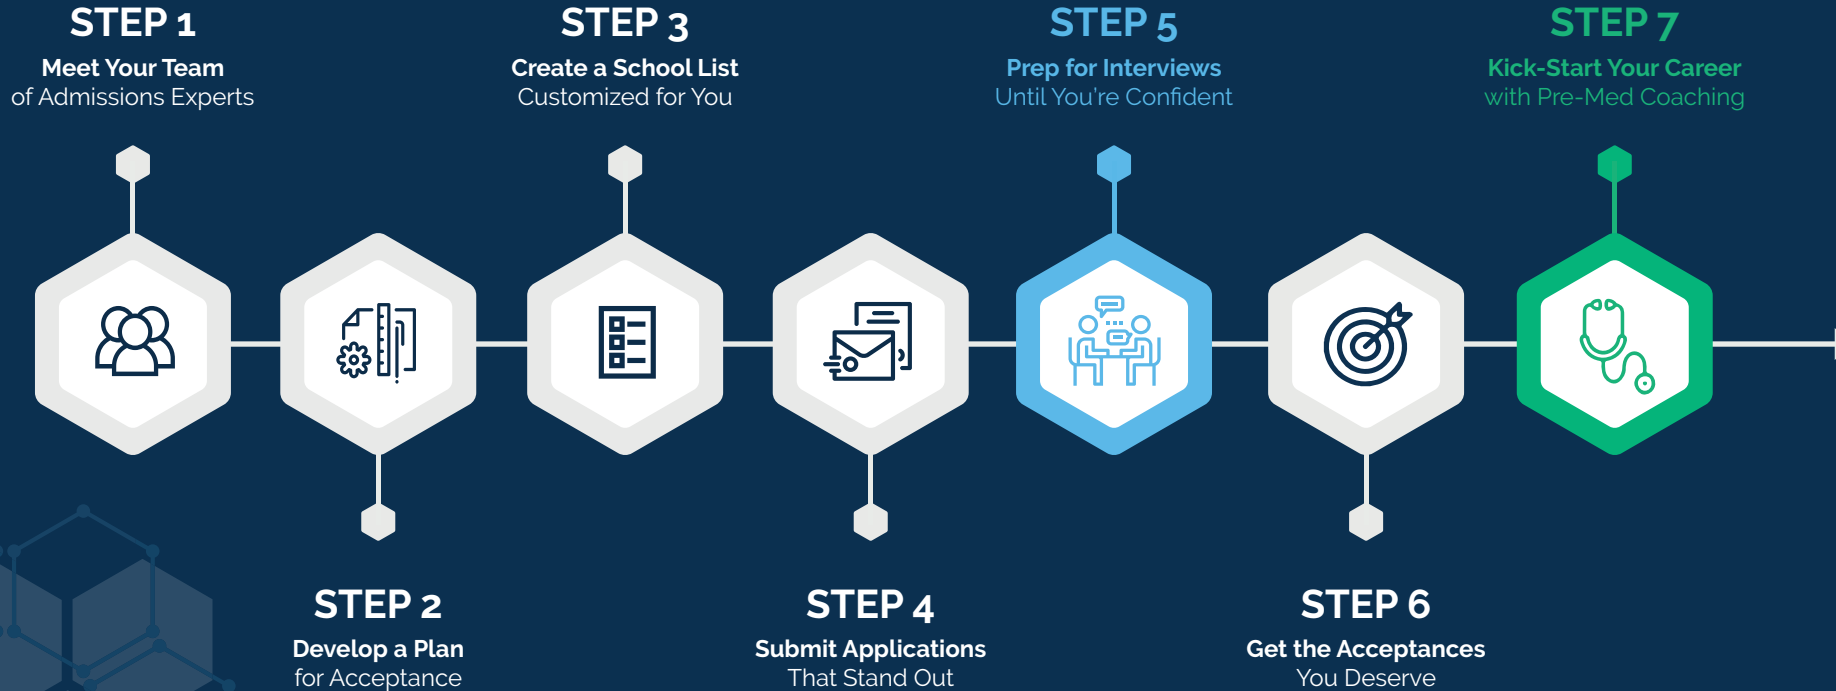 STEP 1
Meet Your Team
of Admissions Experts
STEP 2
Develop a Plan
for Acceptance
STEP 3
Create a School List
Customized for You
STEP 4
Submit Applications
That Stand Out
STEP 5
Prep for Interviews
Until You're Confident
STEP 6
Get the Acceptances
You Deserve
STEP 7
Kick-Start Your Career
with Pre-Med Coaching